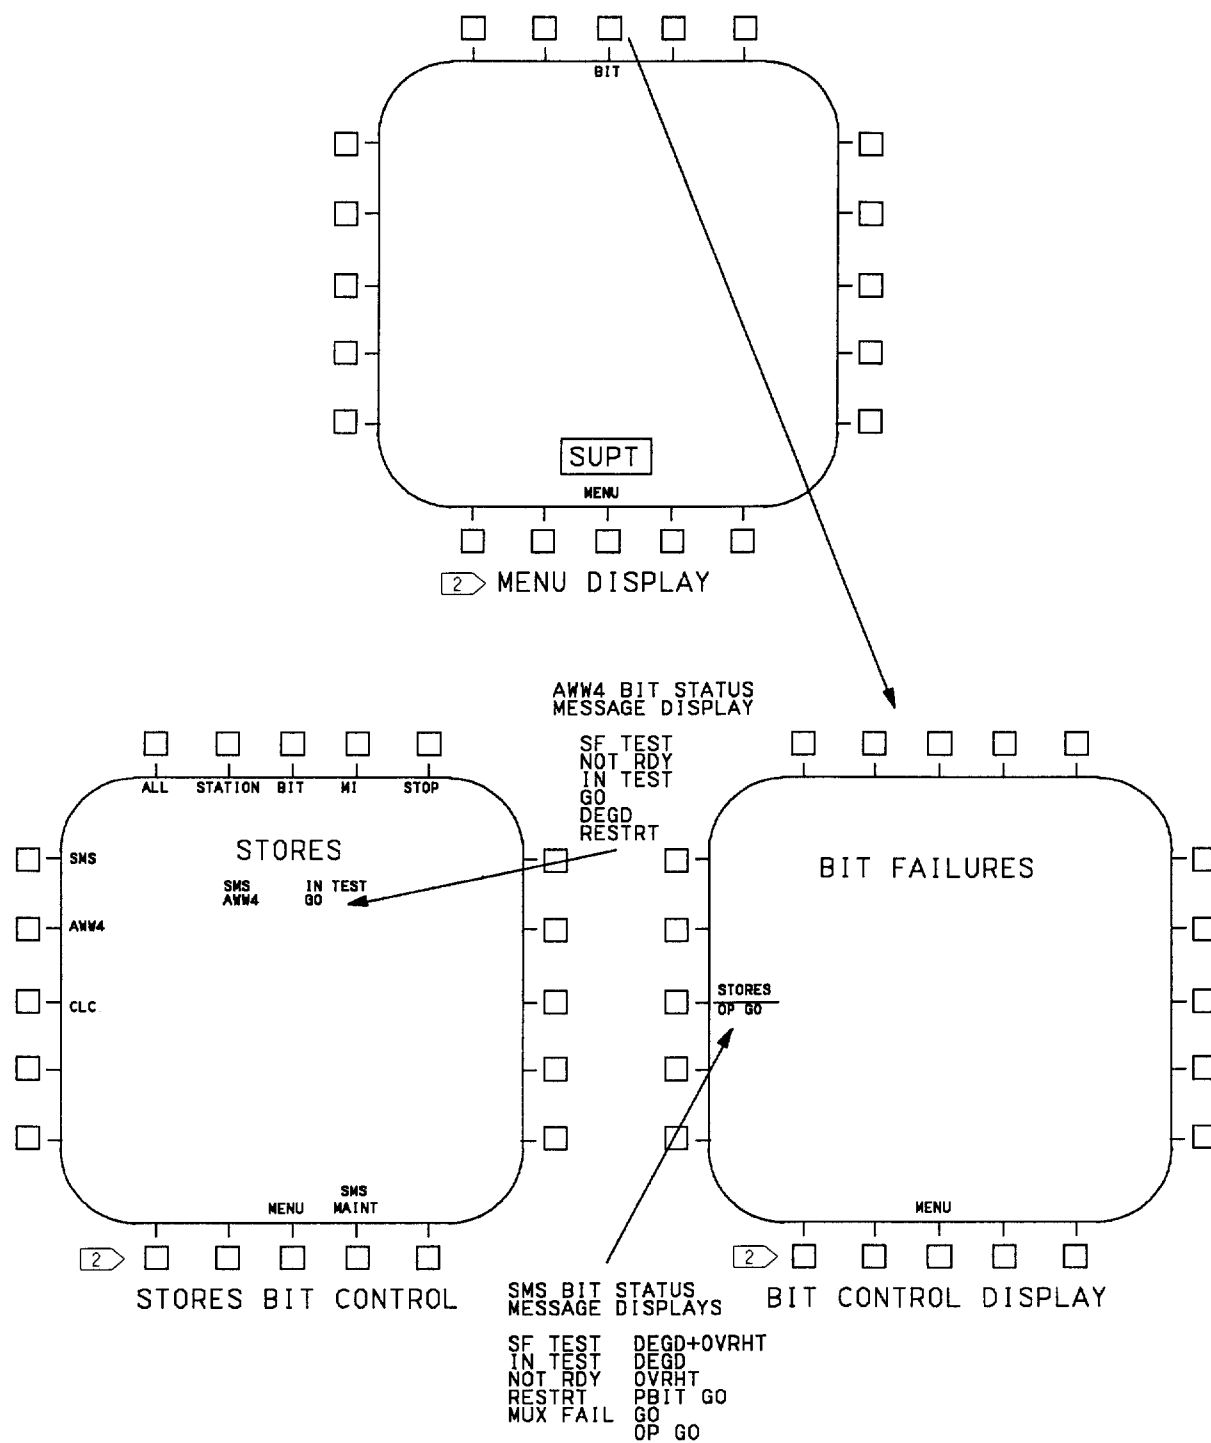 BIT
SUPT
MENU
2 MENU DISPLAY
AWW4 BIT STATUS
MESSAGE DISPLAY
SF TEST
NOT RDY
IN TEST
GO
DEGD
RESTRT
ALL STATION BIT MI STOP
STORES
SMS
SMS IN TEST
AWW4 GO
AWW4
CLC
SMS
MENU MAINT
2
STORES BIT CONTROL
BIT FAILURES
STORES
OP GO
MENU
2
BIT CONTROL DISPLAY
SMS BIT STATUS
MESSAGE DISPLAYS
SF TEST DEGD+OVRHT
IN TEST DEGD
NOT RDY OVRHT
RESTRT PBIT GO
MUX FAIL GO
OP GO